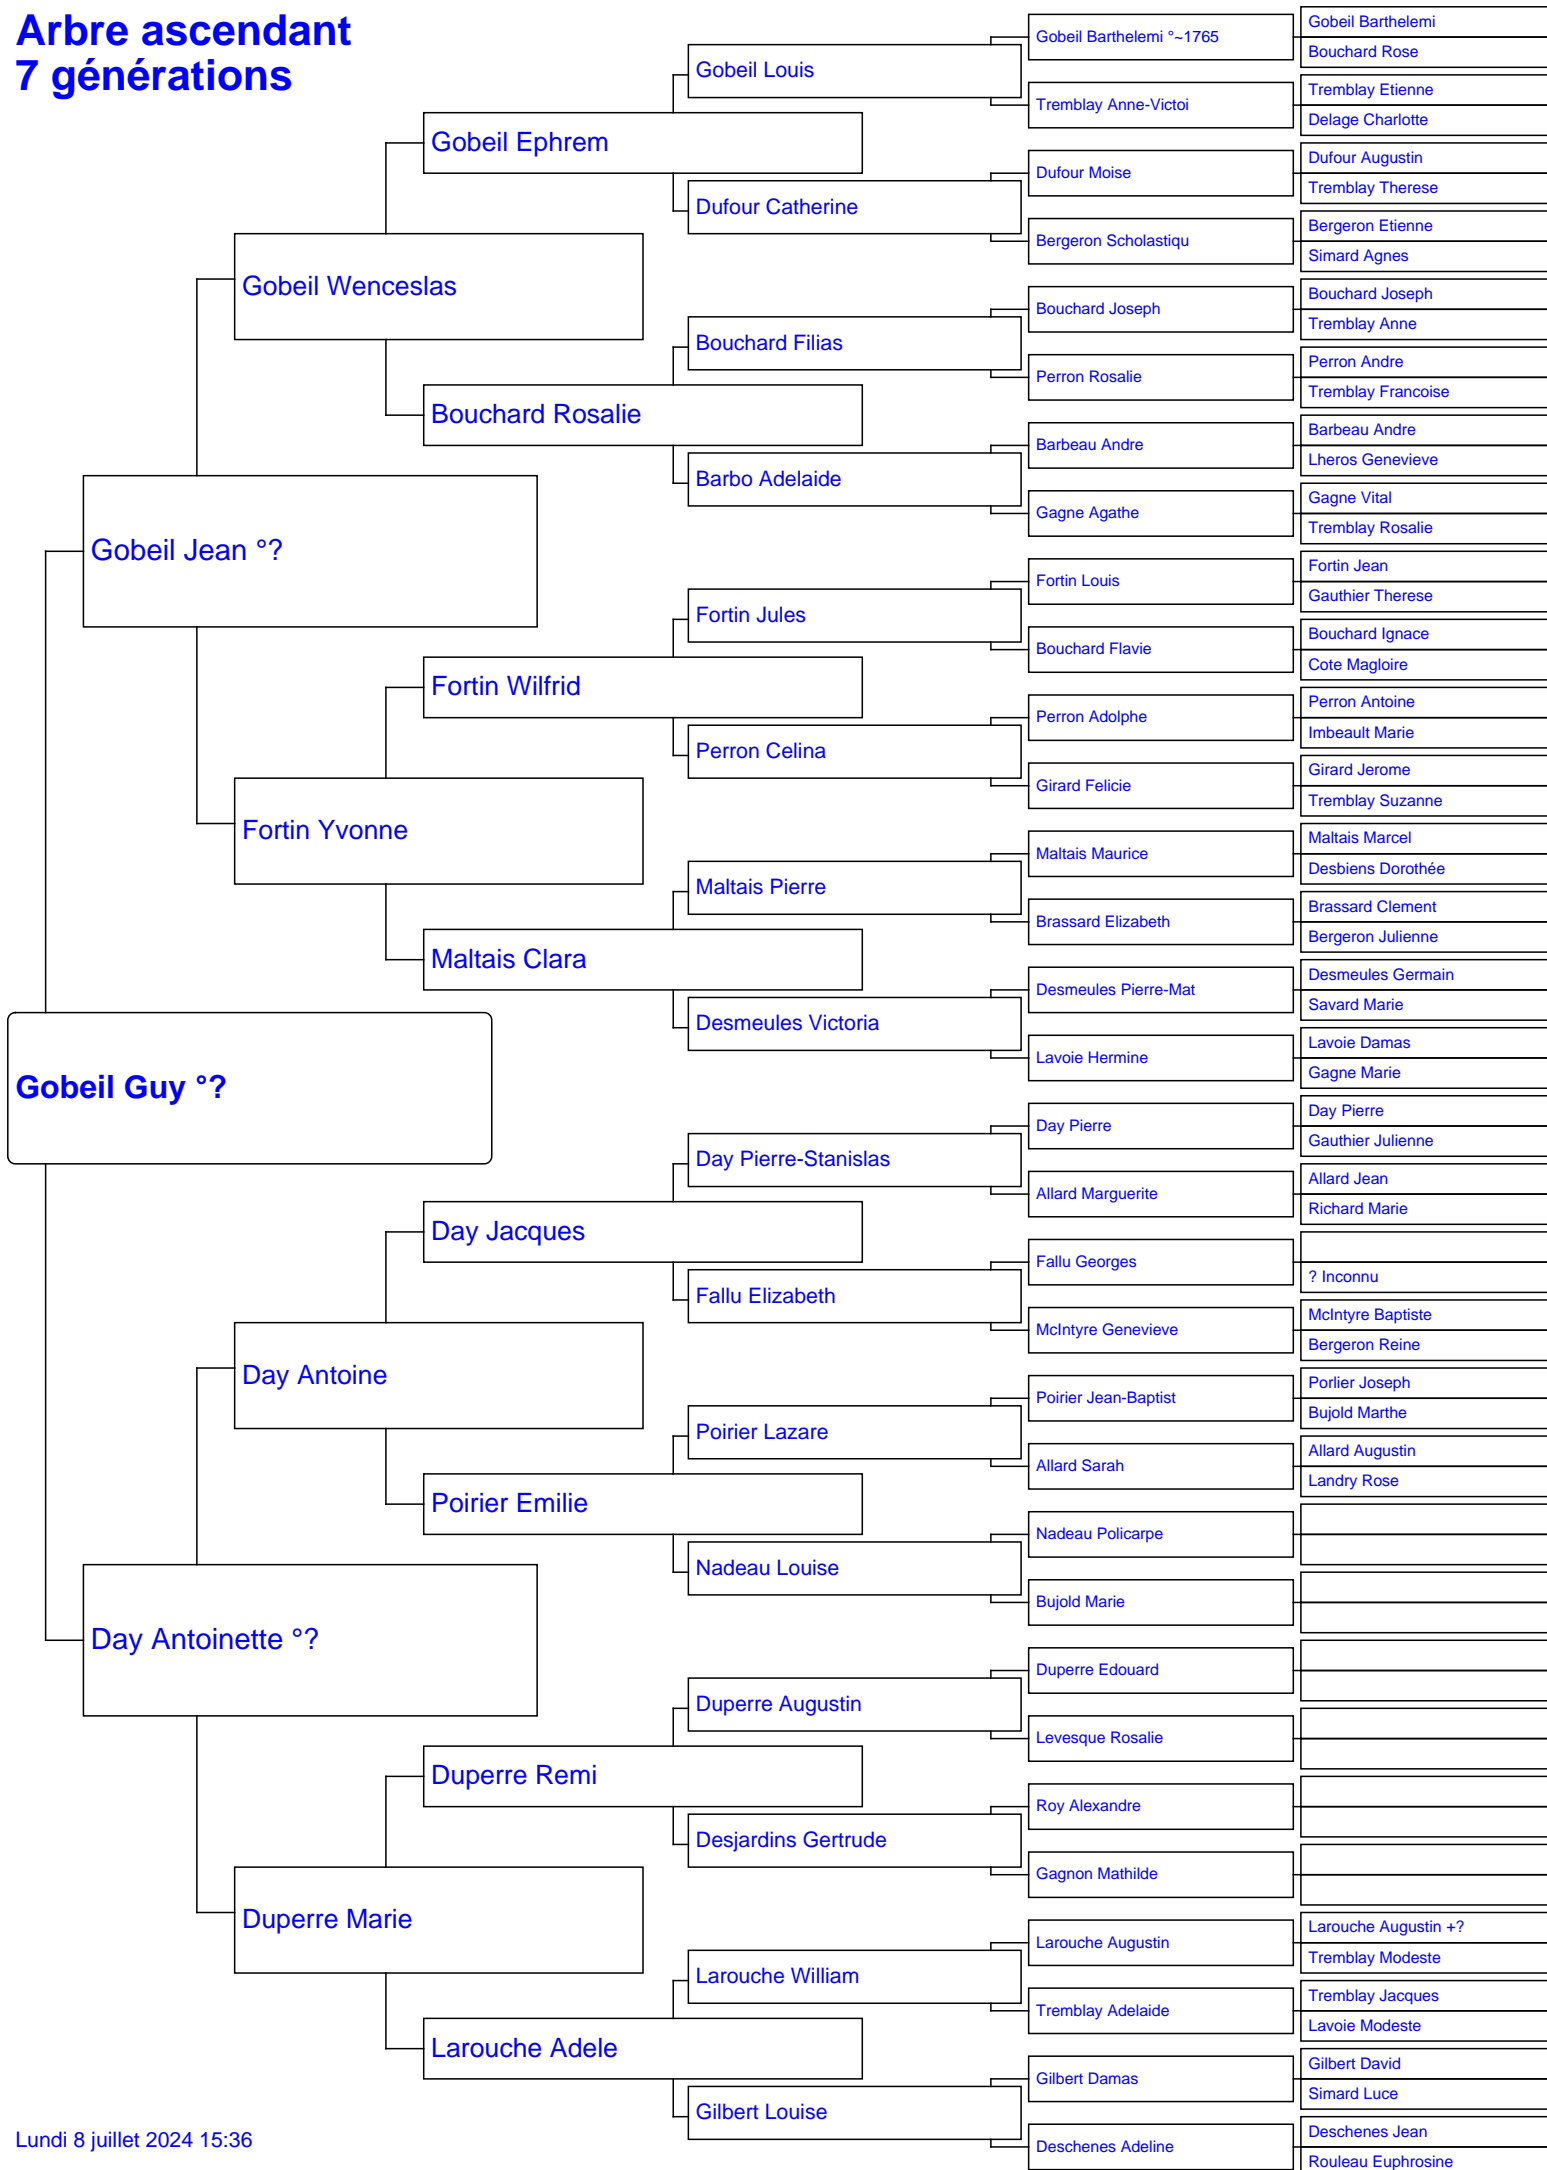 Arbre ascendant
7 générations
Gobeil Guy °?
Gobeil Jean °?
Day Antoinette °?
Gobeil Wenceslas
Fortin Yvonne
Day Antoine
Duperre Marie
Gobeil Ephrem
Bouchard Rosalie
Fortin Wilfrid
Maltais Clara
Day Jacques
Poirier Emilie
Duperre Remi
Larouche Adele
Gobeil Louis
Dufour Catherine
Bouchard Filias
Barbo Adelaide
Fortin Jules
Perron Celina
Maltais Pierre
Desmeules Victoria
Day Pierre-Stanislas
Fallu Elizabeth
Poirier Lazare
Nadeau Louise
Duperre Augustin
Desjardins Gertrude
Larouche William
Gilbert Louise
Gobeil Barthelemi °~1765
Tremblay Anne-Victoi
Dufour Moise
Bergeron Scholastiqu
Bouchard Joseph
Perron Rosalie
Barbeau Andre
Gagne Agathe
Fortin Louis
Bouchard Flavie
Perron Adolphe
Girard Felicie
Maltais Maurice
Brassard Elizabeth
Desmeules Pierre-Mat
Lavoie Hermine
Day Pierre
Allard Marguerite
Fallu Georges
McIntyre Genevieve
Poirier Jean-Baptist
Allard Sarah
Nadeau Policarpe
Bujold Marie
Duperre Edouard
Levesque Rosalie
Roy Alexandre
Gagnon Mathilde
Larouche Augustin
Tremblay Adelaide
Gilbert Damas
Deschenes Adeline
Gobeil Barthelemi
Bouchard Rose
Tremblay Etienne
Delage Charlotte
Dufour Augustin
Tremblay Therese
Bergeron Etienne
Simard Agnes
Bouchard Joseph
Tremblay Anne
Perron Andre
Tremblay Francoise
Barbeau Andre
Lheros Genevieve
Gagne Vital
Tremblay Rosalie
Fortin Jean
Gauthier Therese
Bouchard Ignace
Cote Magloire
Perron Antoine
Imbeault Marie
Girard Jerome
Tremblay Suzanne
Maltais Marcel
Desbiens Dorothée
Brassard Clement
Bergeron Julienne
Desmeules Germain
Savard Marie
Lavoie Damas
Gagne Marie
Day Pierre
Gauthier Julienne
Allard Jean
Richard Marie
? Inconnu
McIntyre Baptiste
Bergeron Reine
Porlier Joseph
Bujold Marthe
Allard Augustin
Landry Rose
Larouche Augustin +?
Tremblay Modeste
Tremblay Jacques
Lavoie Modeste
Gilbert David
Simard Luce
Deschenes Jean
Rouleau Euphrosine
Lundi 8 juillet 2024 15:36